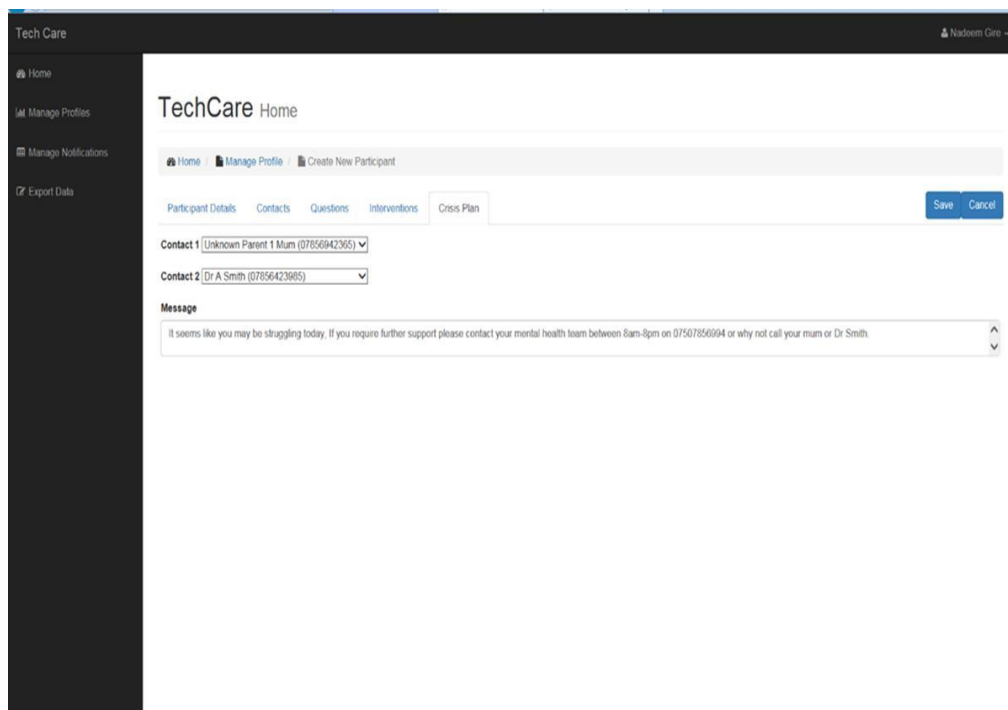 Tech Care
Nadeem Gire
Home
Manage Profiles
Manage Notifications
Export Data
TechCare Home
Home / Manage Profile / Create New Participant
Participant Details Contacts Questions Interventions Crisis Plan Save Cancel
Contact 1 Unknown Parent 1 Mum (07856942365)
Contact 2 Dr A Smith (07856423985)
Message
It seems like you may be struggling today, If you require further support please contact your mental health team between 8am-8pm on 07507856994 or why not call your mum or Dr Smith.